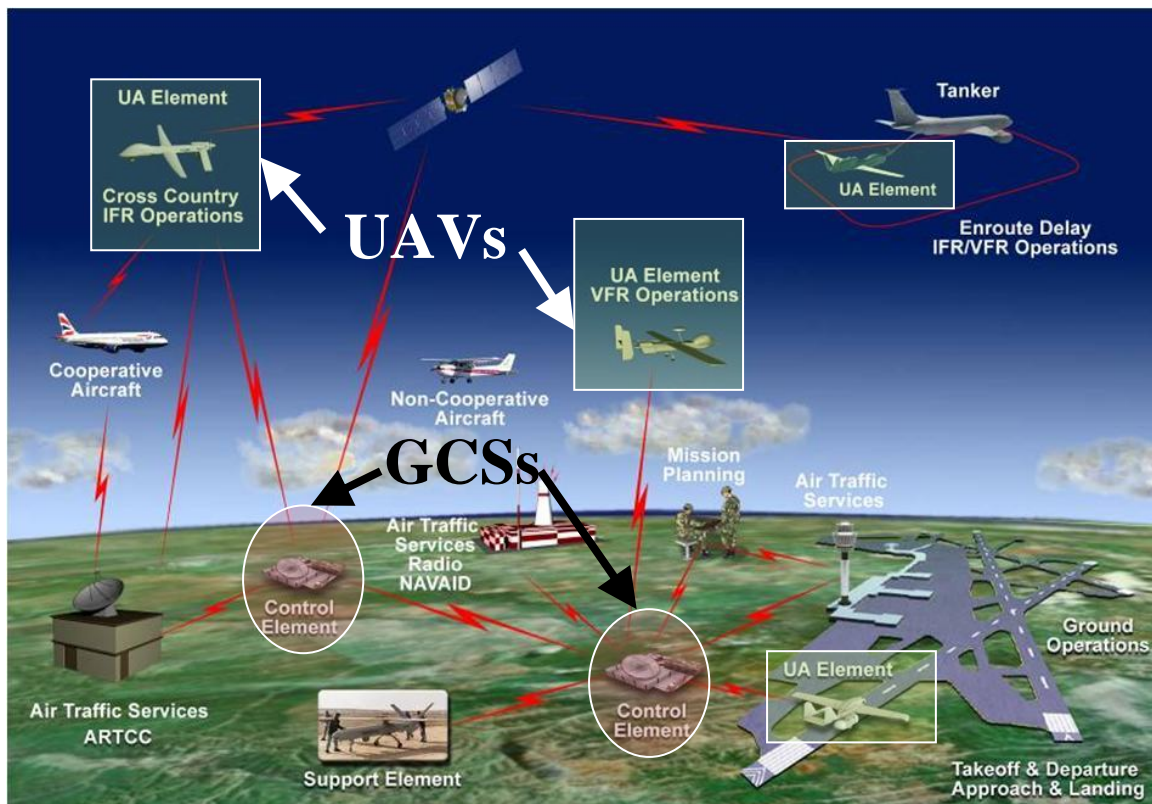 Tanker
UA Element
Cross Country
IFR Operations
UA Element
Enroute Delay
IFR/VFR Operations
UAVs
UA Element
VFR Operations
Cooperative
Aircraft
Non-Cooperative
Aircraft
GCSs
Mission
Planning
Air Traffic
Services
Air Traffic
Services
Radio
NAVAID
Control
Element
Ground
Operations
UA Element
Air Traffic Services
ARTCC
Control
Element
Support Element
Takeoff & Departure
Approach & Landing